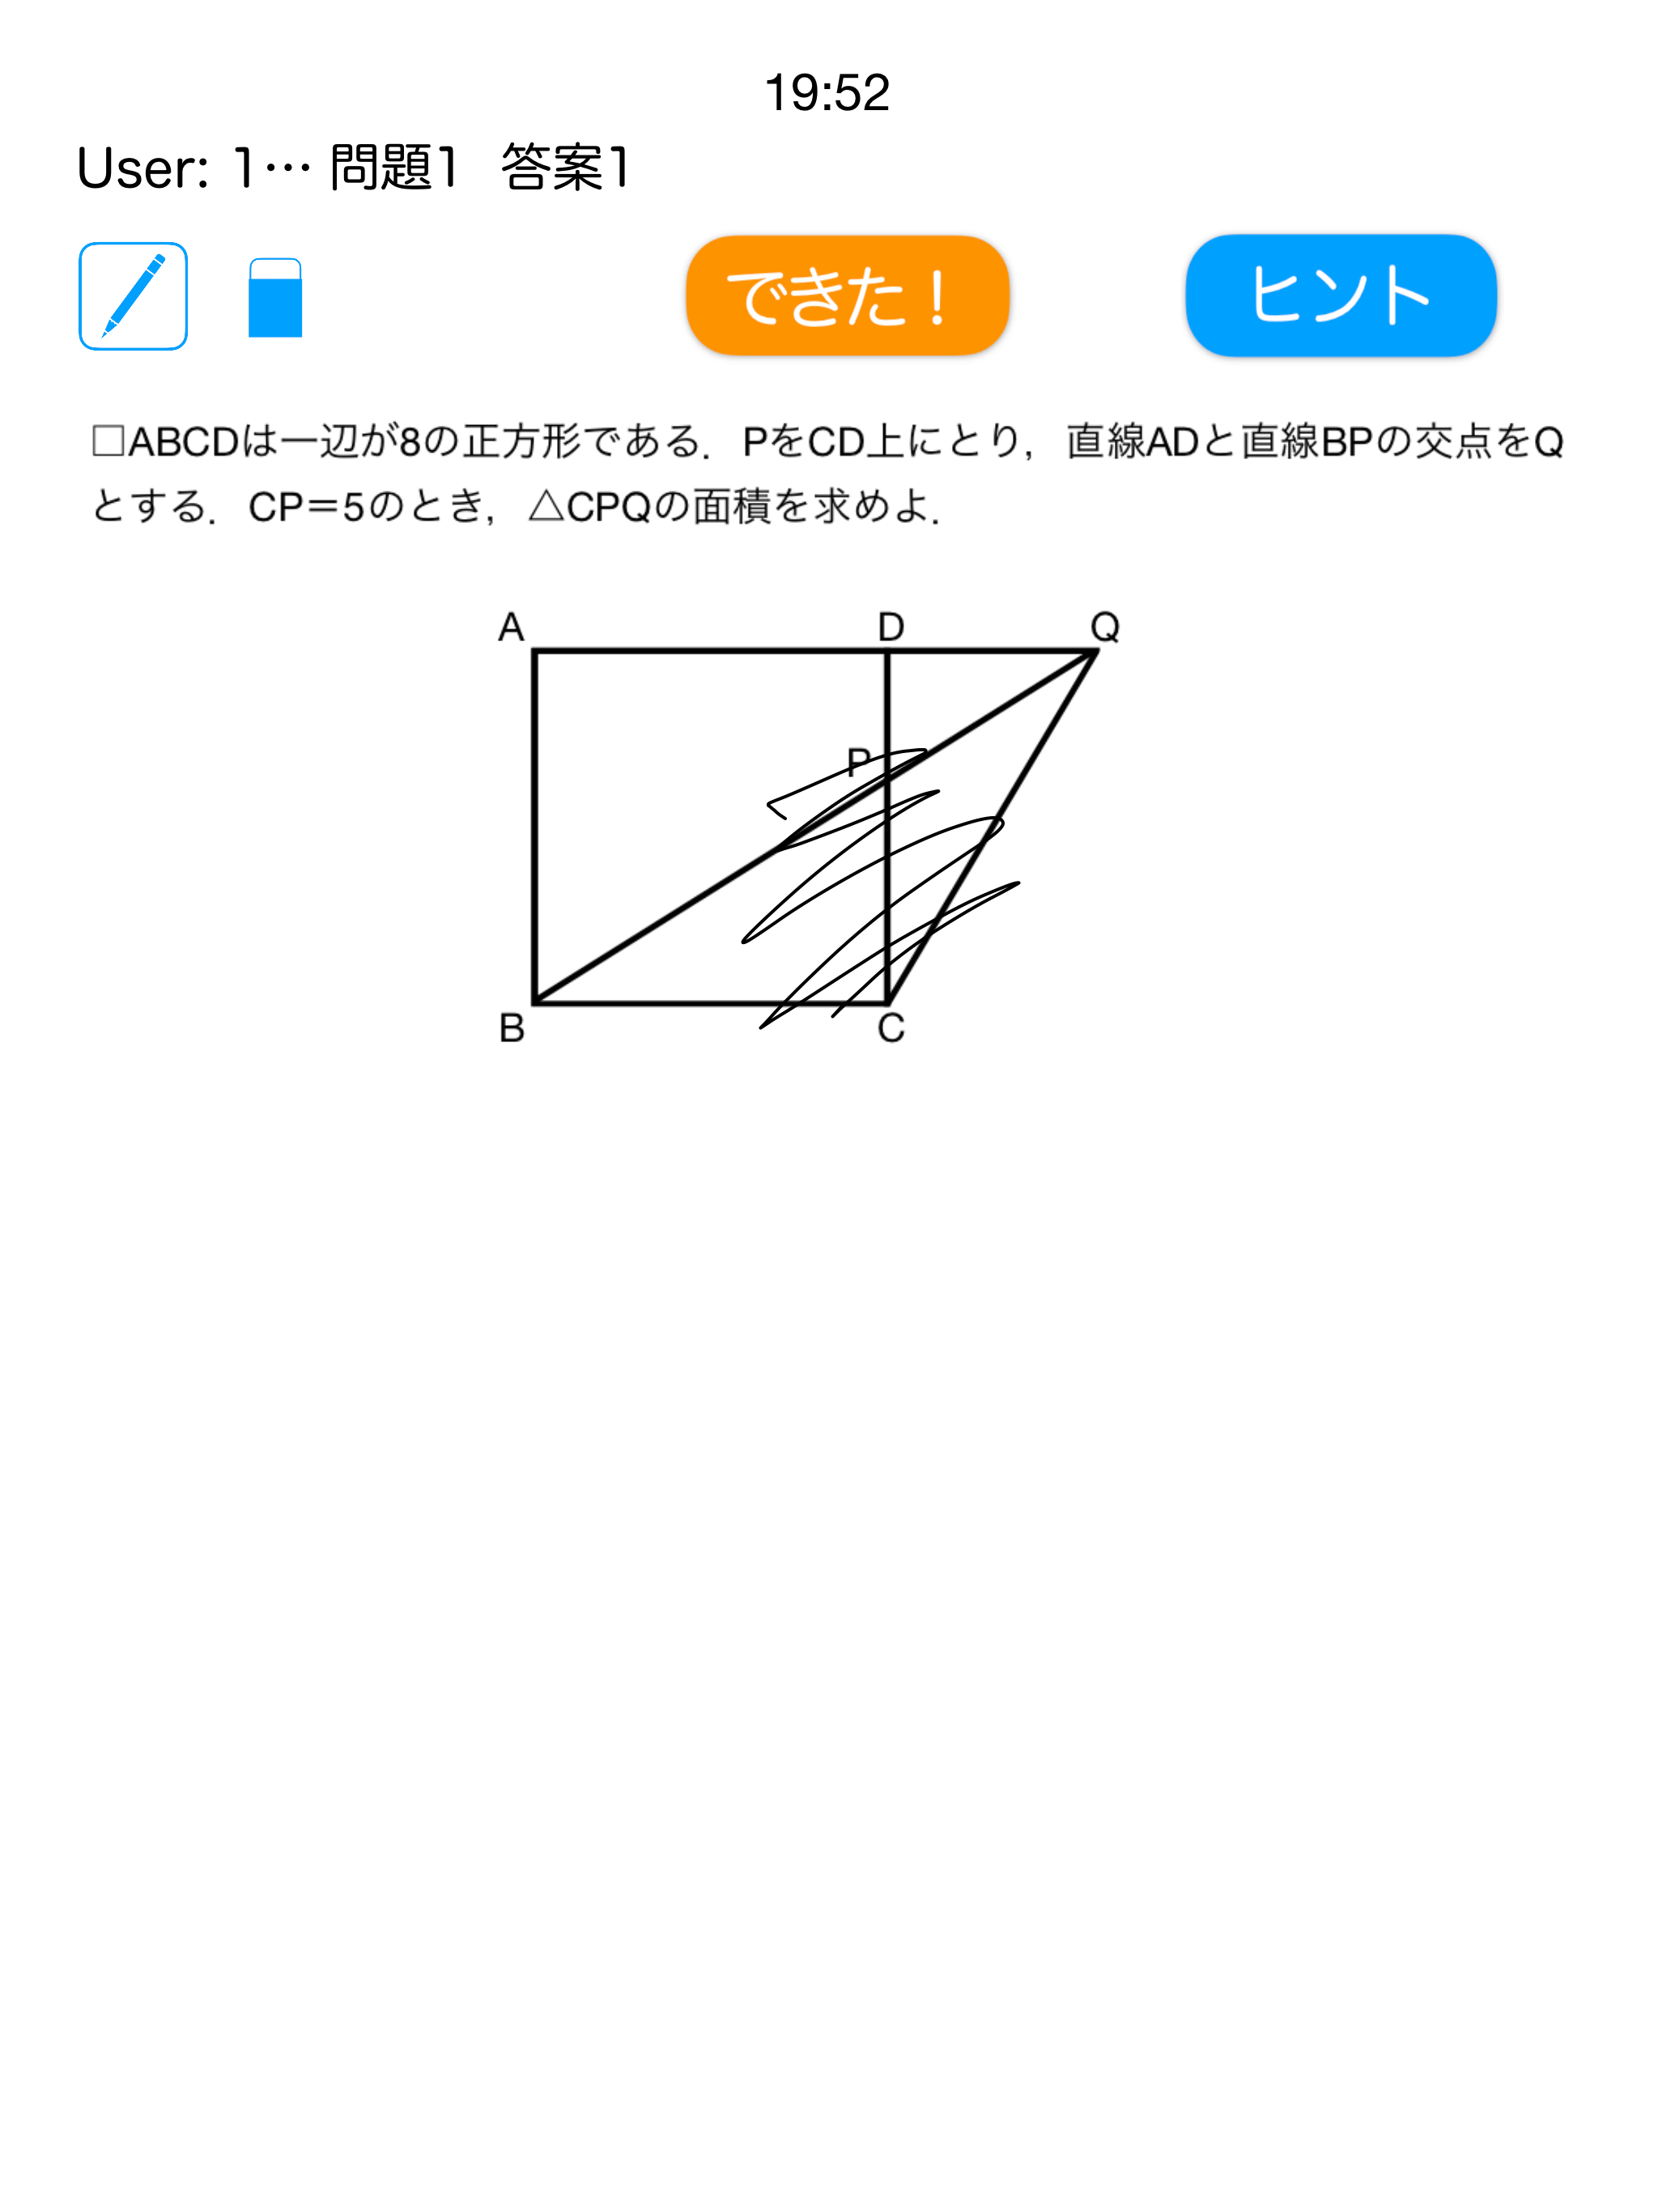 19:52
User: 1… 問題1 答案1
できた！
ヒント
□ABCDは一辺が8の正方形である．PをCD上にとり，直線ADと直線BPの交点をQ
とする．CP＝5のとき，△CPQの面積を求めよ．
A D Q
P
B C